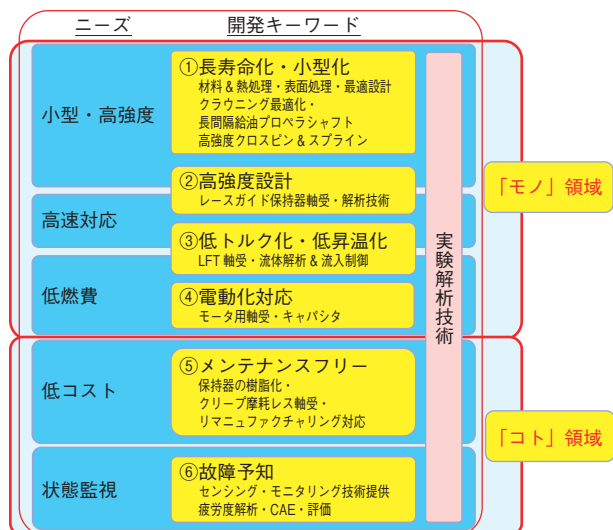 ニーズ
開発キーワード
小型・高強度
①長寿命化・小型化
材料＆熱処理・表面処理・最適設計
クラウニング最適化・
長間隔給油プロペラシャフト
高強度クロスピン＆スプライン
②高強度設計
レースガイド保持器軸受・解析技術
高速対応
③低トルク化・低昇温化
LFT 軸受・流体解析＆流入制御
低燃費
④電動化対応
モータ用軸受・キャパシタ
「モノ」領域
実験解析技術
低コスト
⑤メンテナンスフリー
保持器の樹脂化・
クリープ摩耗レス軸受・
リマニュファクチャリング対応
「コト」領域
状態監視
⑥故障予知
センシング・モニタリング技術提供
疲労度解析・CAE・評価